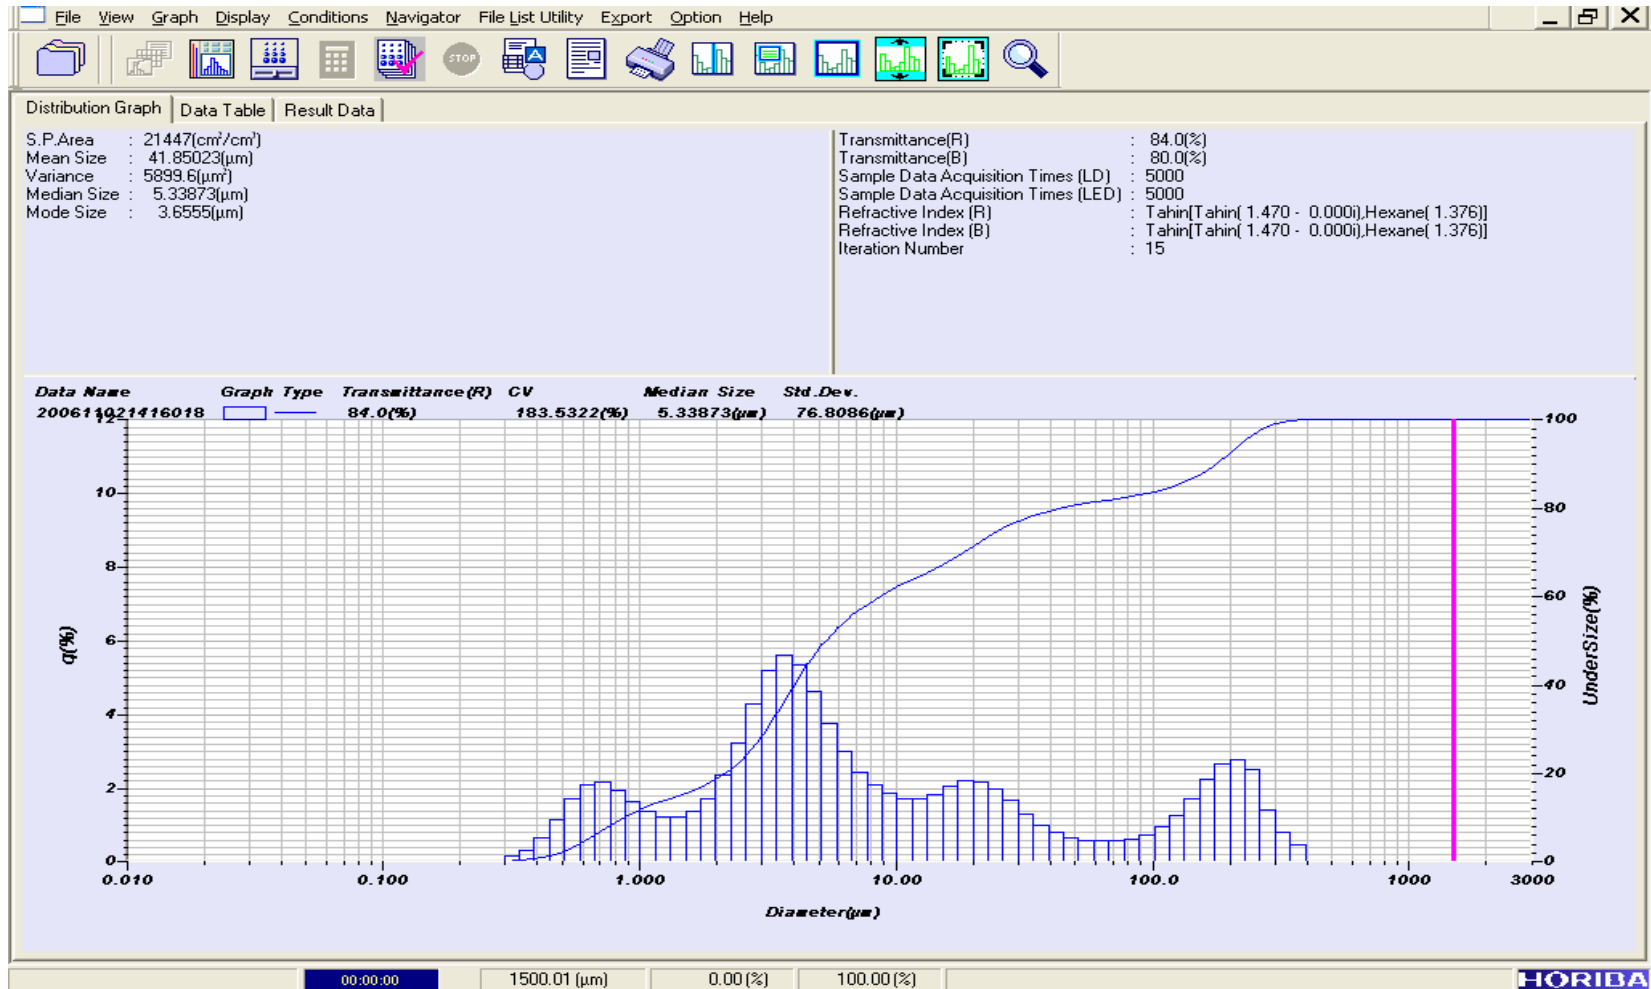 File View Graph Display Conditions Navigator File List Utility Export Option Help
STOP
Distribution Graph Data Table Result Data
S.P.Area : 21447(cm²/cm³)
Mean Size : 41.85023(µm)
Variance : 5899.6(µm²)
Median Size : 5.33873(µm)
Mode Size : 3.6555(µm)
Transmittance(R) : 84.0(%)
Transmittance(B) : 80.0(%)
Sample Data Acquisition Times (LD) : 5000
Sample Data Acquisition Times (LED) : 5000
Refractive Index (R) : Tahin[Tahin( 1.470 - 0.000i),Hexane( 1.376)]
Refractive Index (B) : Tahin[Tahin( 1.470 - 0.000i),Hexane( 1.376)]
Iteration Number : 15
Data Name Graph Type Transmittance(R) CV Median Size Std.Dev.
200611021416018 84.0(%) 183.5322(%) 5.33873(µm) 76.8086(µm)
12 100
10
80
8
60
6
40
4
20
2
0 0
q(%)
UnderSize(%)
0.010 0.100 1.000 10.00 100.0 1000 3000
Diameter(µm)
00:00:00 1500.01 (µm) 0.00 (%) 100.00 (%) HORIBA